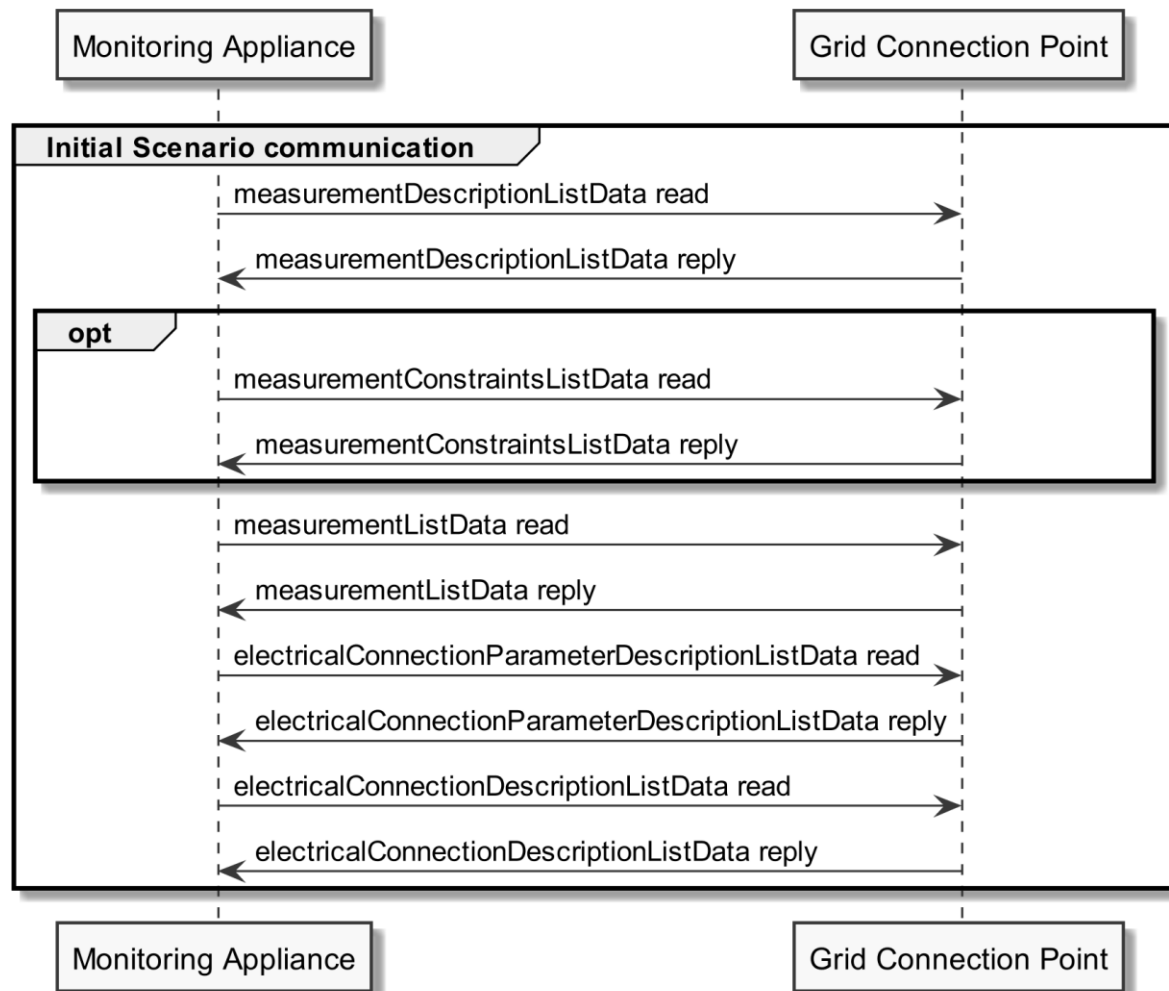 Monitoring Appliance
Grid Connection Point
Initial Scenario communication
measurementDescriptionListData read
measurementDescriptionListData reply
opt
measurementConstraintsListData read
measurementConstraintsListData reply
measurementListData read
measurementListData reply
electricalConnectionParameterDescriptionListData read
electricalConnectionParameterDescriptionListData reply
electricalConnectionDescriptionListData read
electricalConnectionDescriptionListData reply
Monitoring Appliance
Grid Connection Point